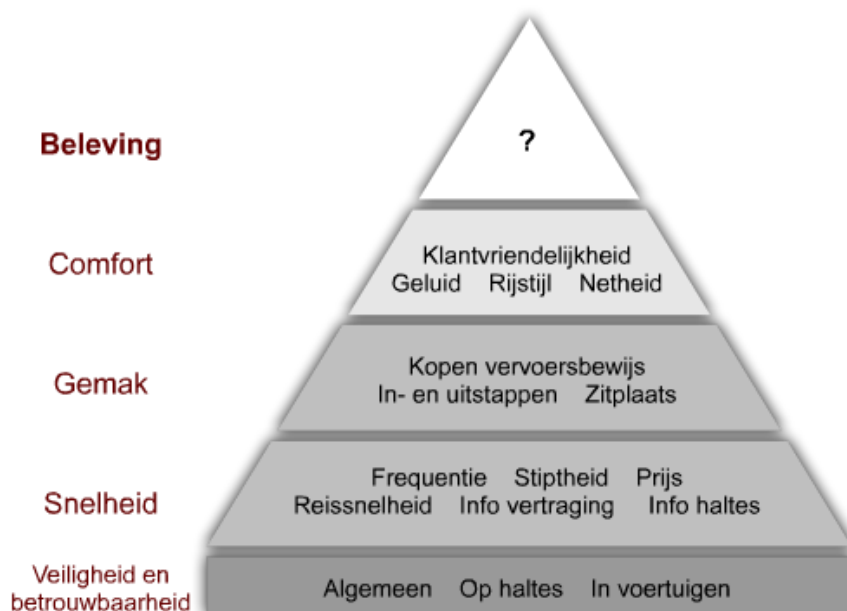 Beleving
?
Comfort
Klantvriendelijkheid
Geluid Rijstijl Netheid
Gemak
Kopen vervoersbewijs
In- en uitstappen Zitplaats
Snelheid
Frequentie Stiptheid Prijs
Reissnelheid Info vertraging Info haltes
Veiligheid en
betrouwbaarheid
Algemeen Op haltes In voertuigen